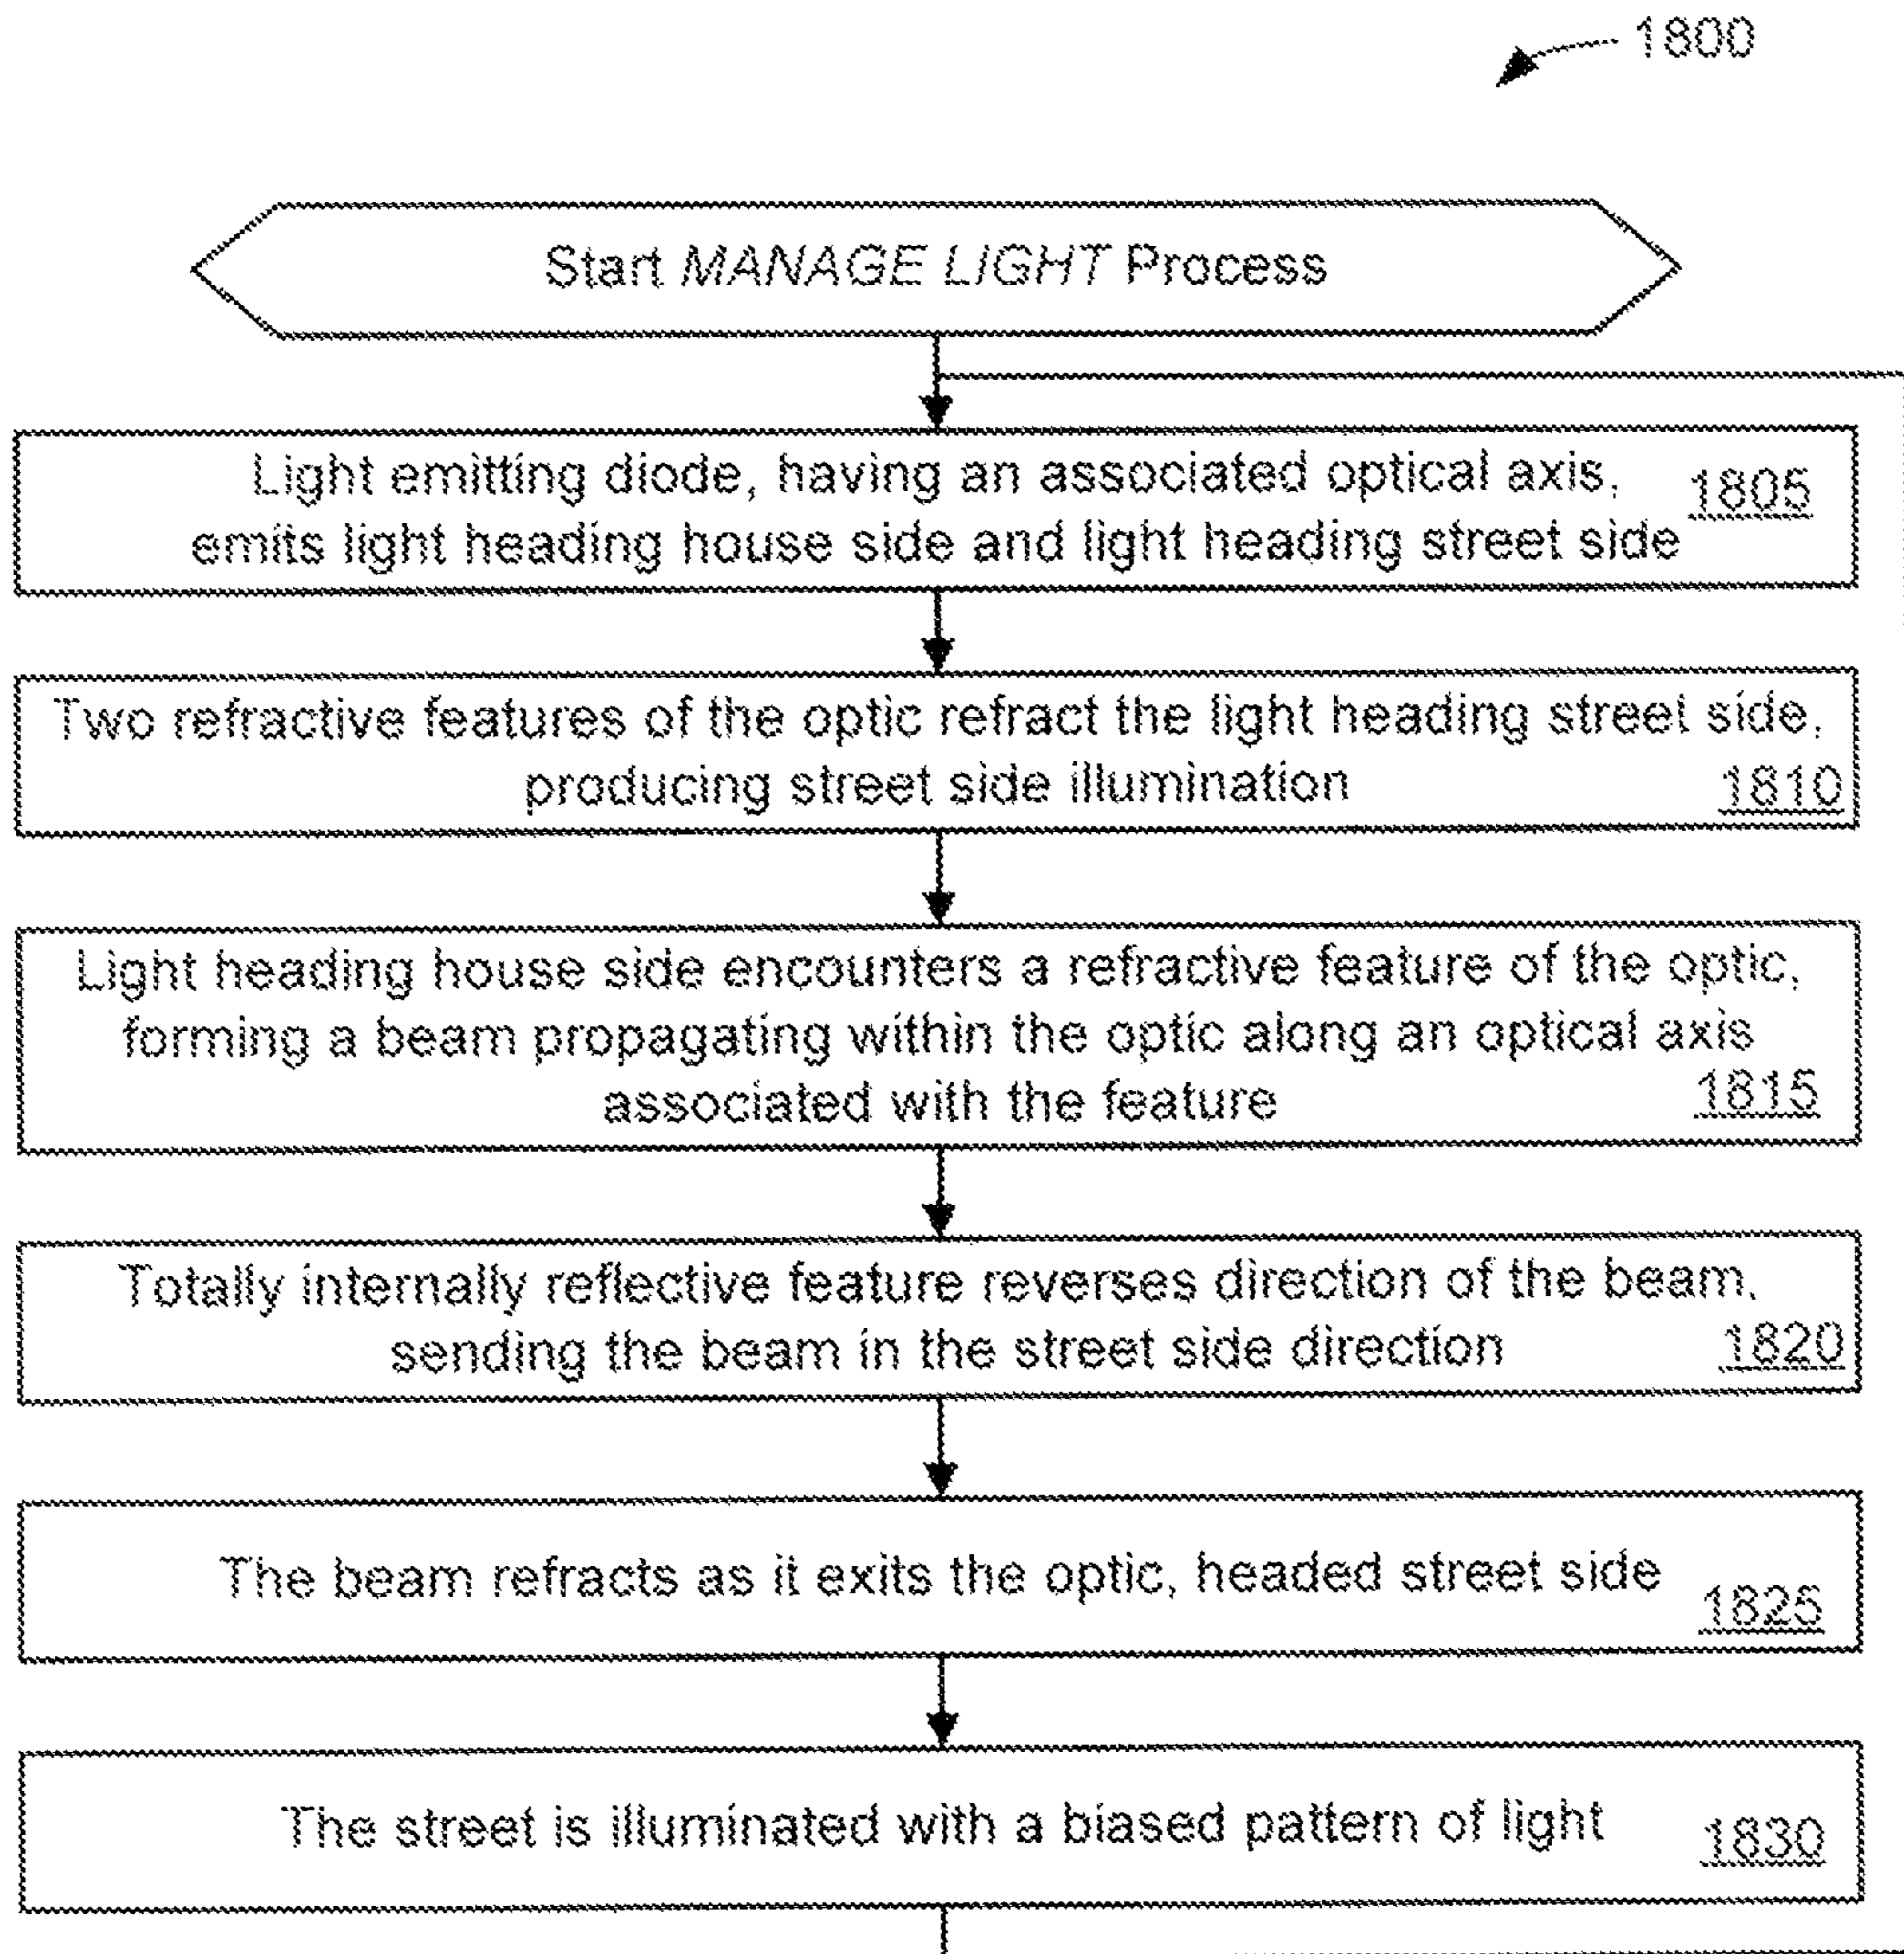 1800
Start MANAGE LIGHT Process
Light emitting diode, having an associated optical axis,
emits light heading house side and light heading street side
1805
Two refractive features of the optic refract the light heading street side,
producing street side illumination
1810
Light heading house side encounters a refractive feature of the optic,
forming a beam propagating within the optic along an optical axis
associated with the feature
1815
Totally internally reflective feature reverses direction of the beam,
sending the beam in the street side direction
1820
The beam refracts as it exits the optic, headed street side
1825
The street is illuminated with a biased pattern of light
1830